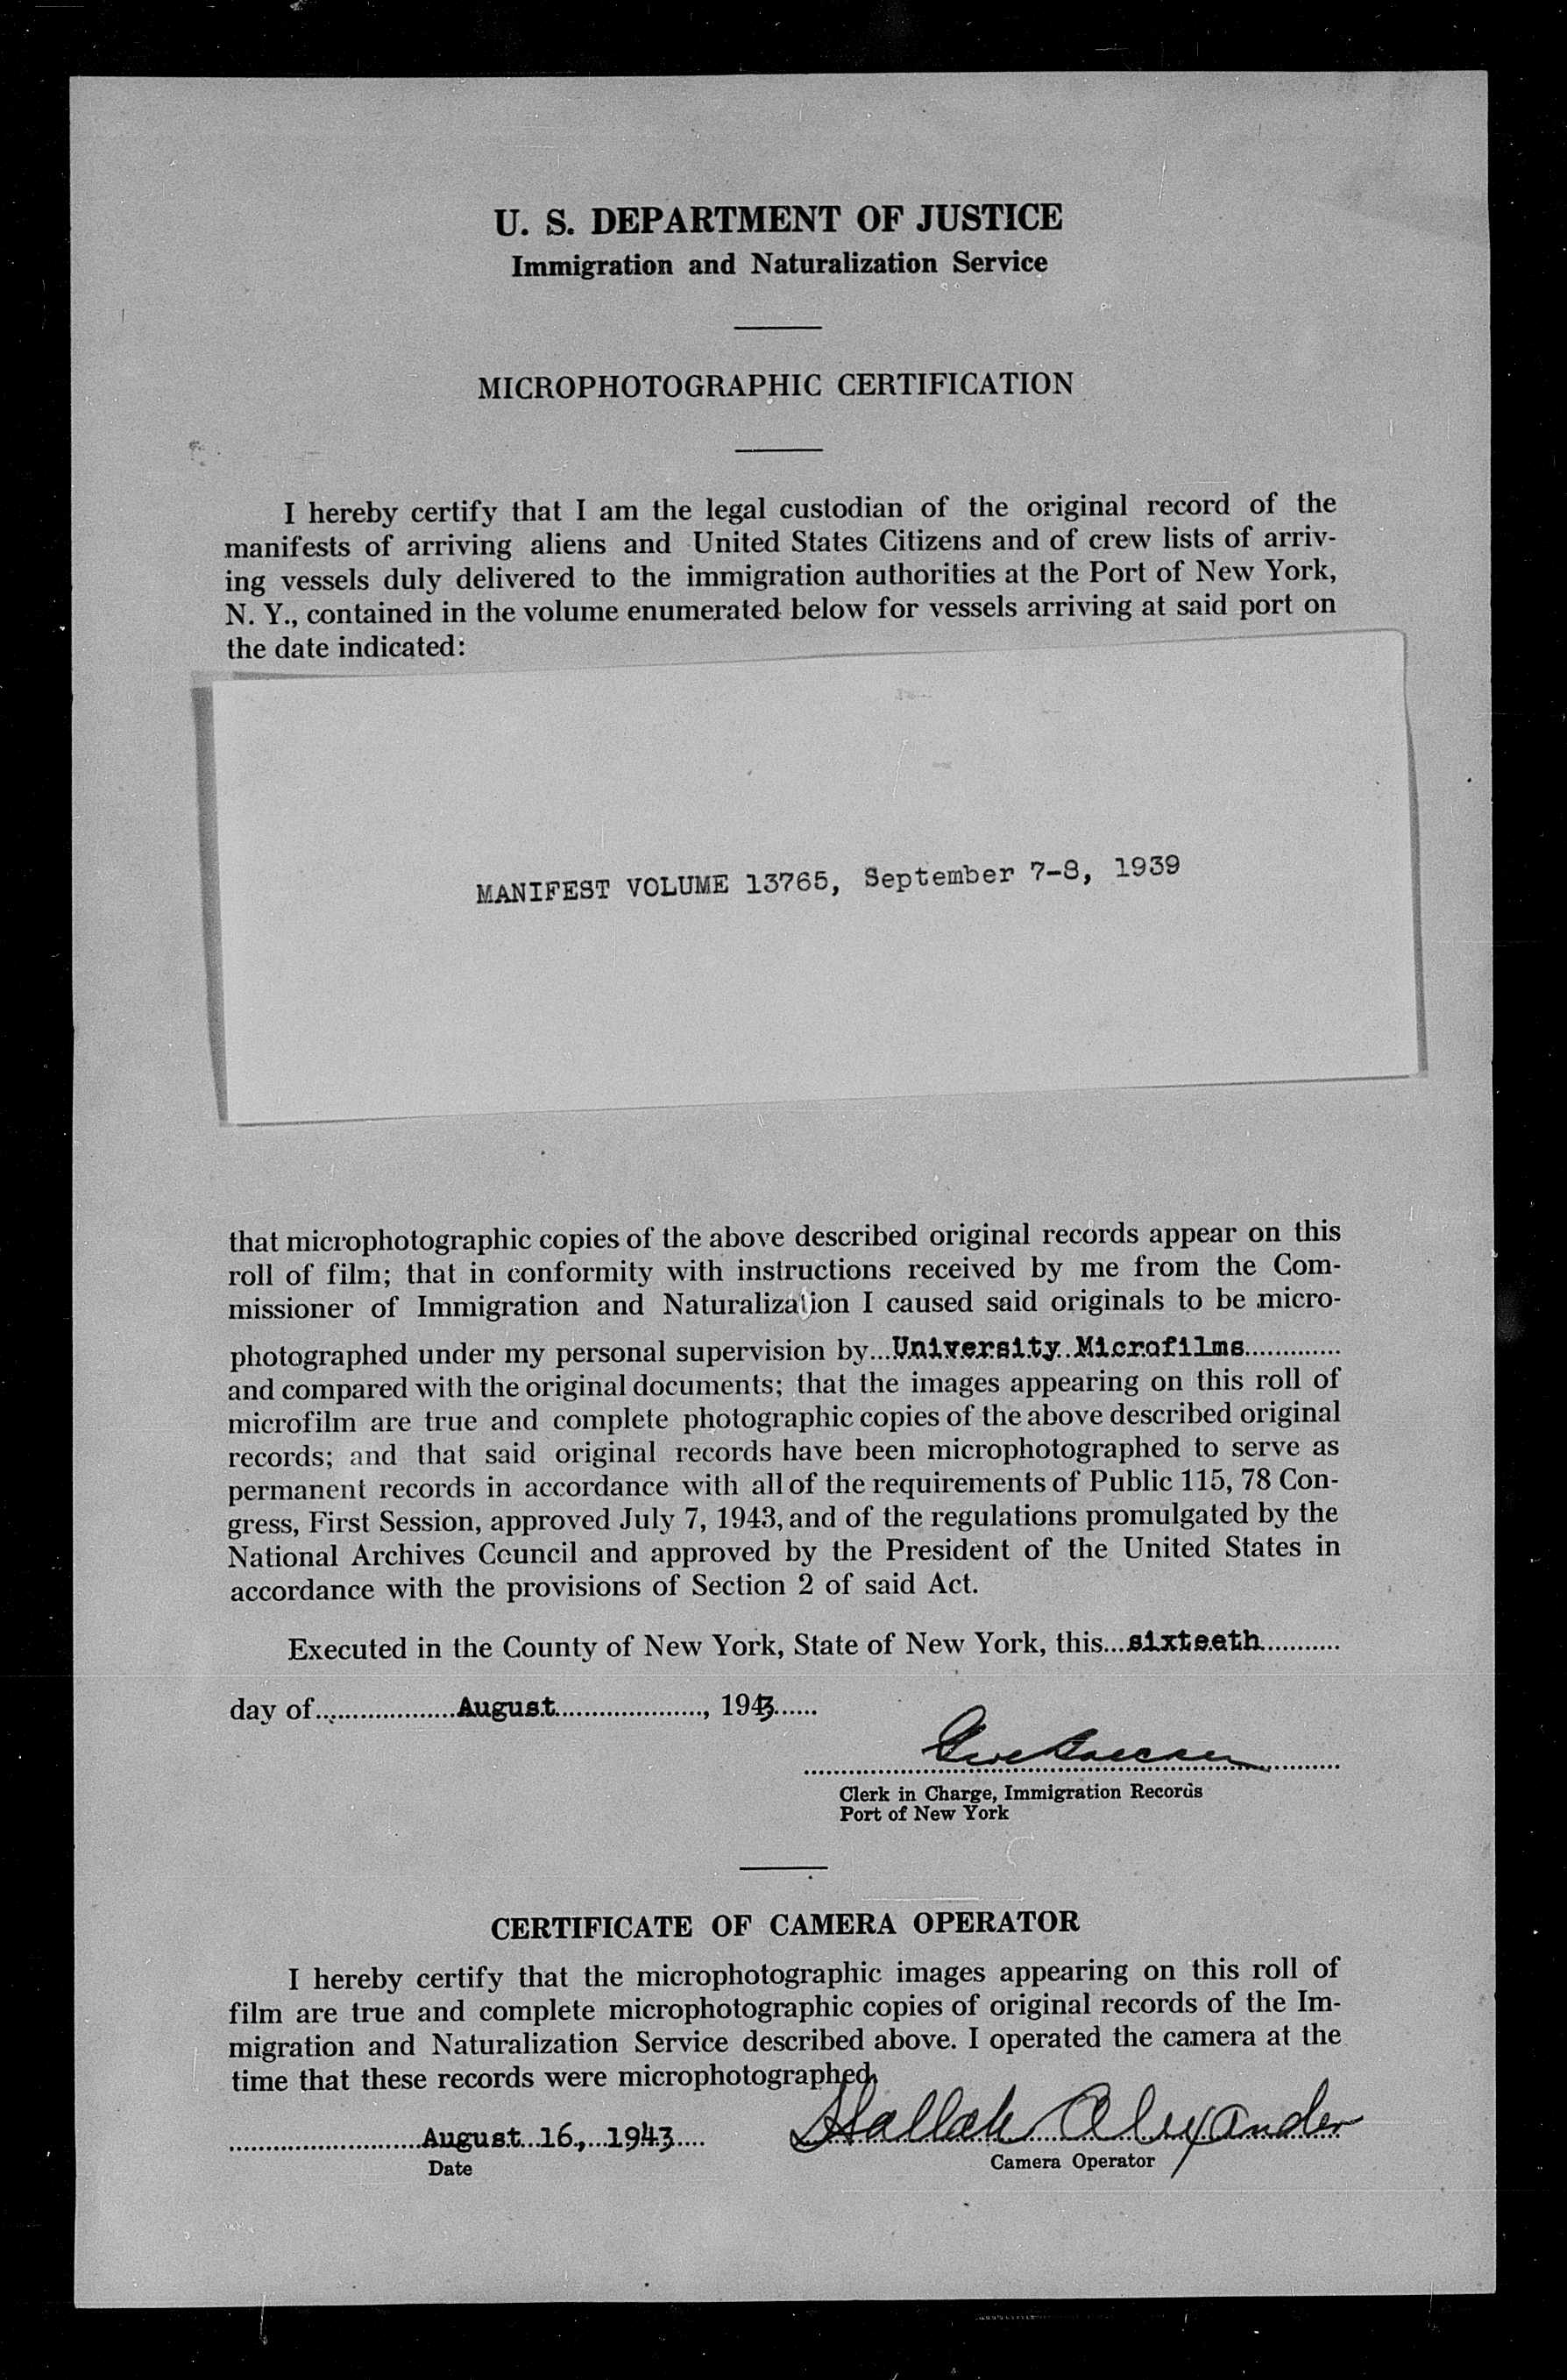 U. S. DEPARTMENT OF JUSTICE
Immigration and Naturalization Service
MICROPHOTOGRAPHIC CERTIFICATION
I hereby certify that I am the legal custodian of the original record of the
manifests of arriving aliens and United States Citizens and of crew lists of arriv-
ing vessels duly delivered to the immigration authorities at the Port of New York,
N. Y., contained in the volume enumerated below for vessels arriving at said port on
the date indicated:
MANIFEST VOLUME 13765, September 7-8, 1939
that microphotographic copies of the above described original records appear on this
roll of film; that in conformity with instructions received by me from the Com-
missioner of Immigration and Naturalization I caused said originals to be micro-
photographed under my personal supervision by...University Microfilms.............
and compared with the original documents; that the images appearing on this roll of
microfilm are true and complete photographic copies of the above described original
records; and that said original records have been microphotographed to serve as
permanent records in accordance with all of the requirements of Public 115, 78 Con-
gress, First Session, approved July 7, 1943, and of the regulations promulgated by the
National Archives Council and approved by the President of the United States in
accordance with the provisions of Section 2 of said Act.
Executed in the County of New York, State of New York, this...sixteeth...........
day of...................August...................., 1943......
Clerk in Charge, Immigration Records
Port of New York
CERTIFICATE OF CAMERA OPERATOR
I hereby certify that the microphotographic images appearing on this roll of
film are true and complete microphotographic copies of original records of the Im-
migration and Naturalization Service described above. I operated the camera at the
time that these records were microphotographed.
August 16, 1943
Alexander
Date
Camera Operator